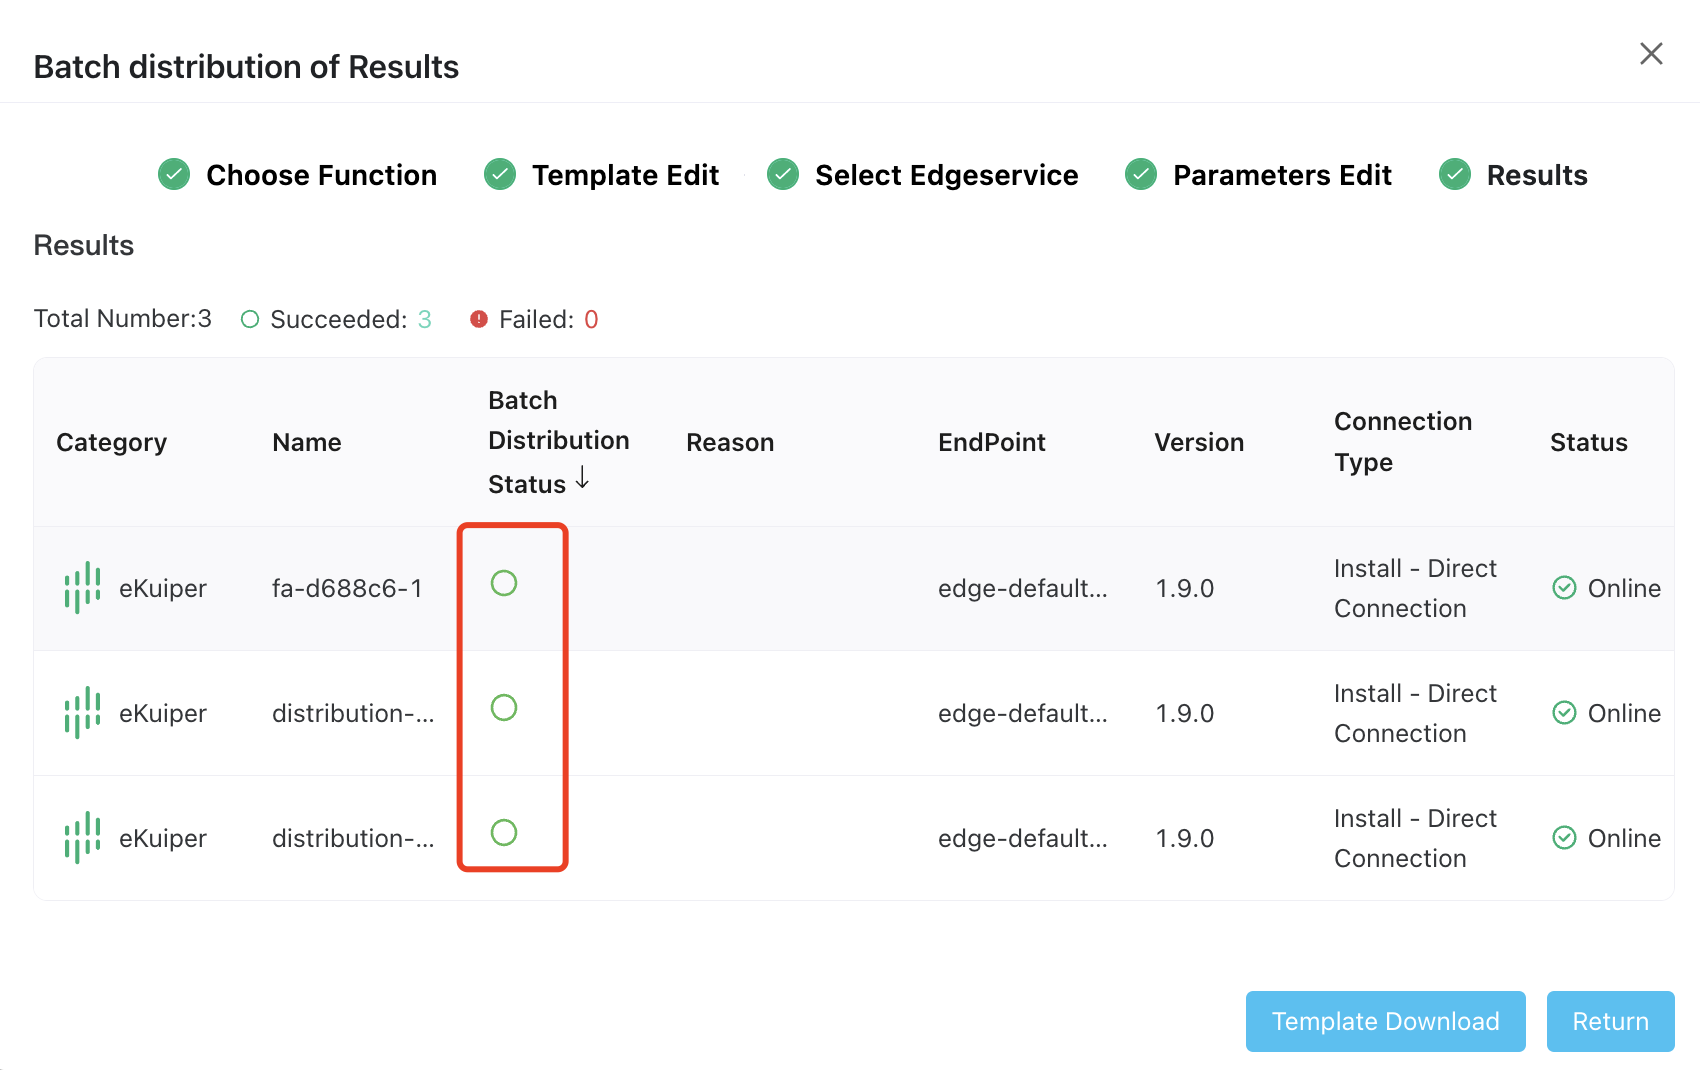 Batch distribution of Results
Choose Function
Template Edit
Select Edgeservice
Parameters Edit
Results
Results
Total Number:3
Succeeded: 3
Failed: 0
Category
Name
Batch
Distribution
Status
Reason
EndPoint
Version
Connection
Type
Status
eKuiper
fa-d688c6-1
edge-default...
1.9.0
Install - Direct
Connection
Online
eKuiper
distribution-...
edge-default...
1.9.0
Install - Direct
Connection
Online
eKuiper
distribution-...
edge-default...
1.9.0
Install - Direct
Connection
Online
Template Download
Return